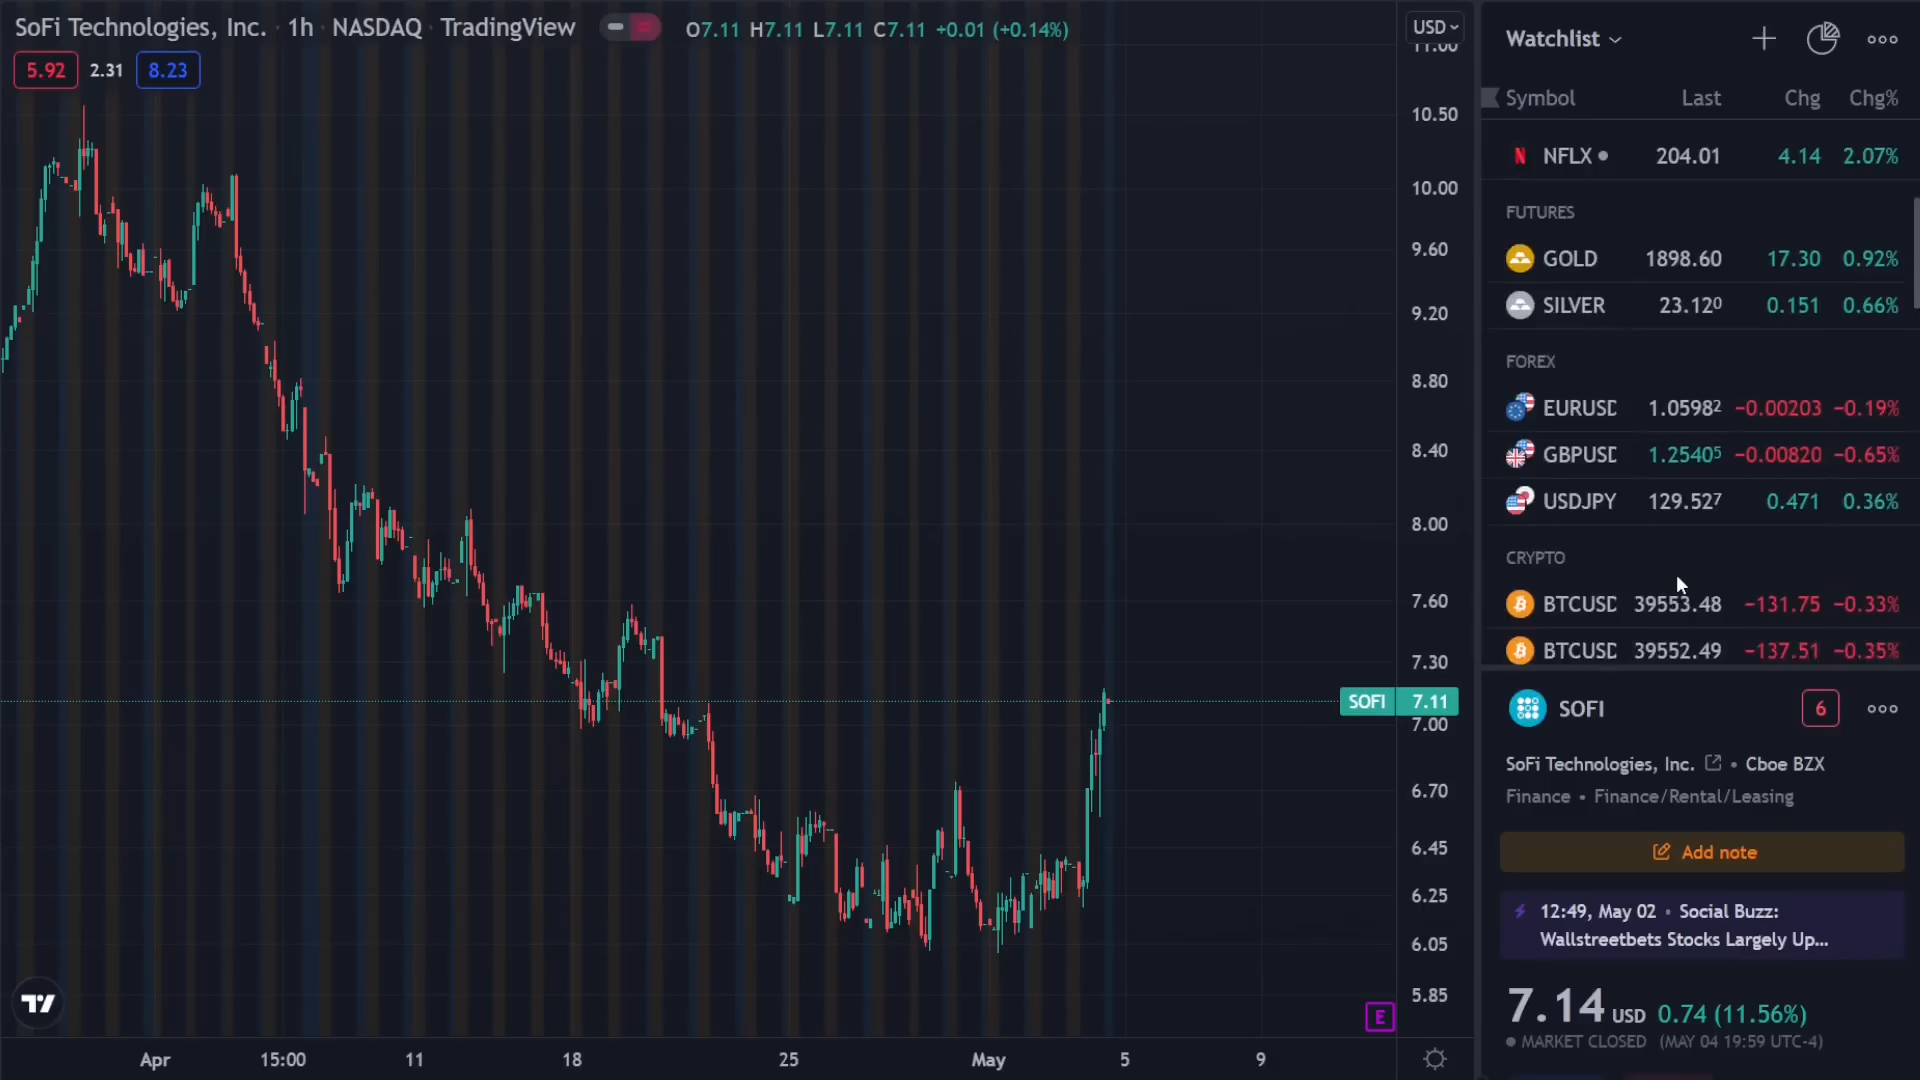 SoFi Technologies, Inc. · 1h · NASDAQ · TradingView
O7.11 H7.11 L7.11 C7.11 +0.01 (+0.14%)
5.92 2.31 8.23
USD
11.00
10.50
10.00
9.60
9.20
8.80
8.40
8.00
7.60
7.30
SOFI 7.11
7.00
6.70
6.45
6.25
6.05
5.85
E
Apr 15:00 11 18 25 May 5 9
Watchlist
Symbol Last Chg Chg%
NFLX 204.01 4.14 2.07%
FUTURES
GOLD 1898.60 17.30 0.92%
SILVER 23.120 0.151 0.66%
FOREX
EURUSD 1.05982 −0.00203 −0.19%
GBPUSD 1.25405 −0.00820 −0.65%
USDJPY 129.527 0.471 0.36%
CRYPTO
BTCUSD 39553.48 −131.75 −0.33%
BTCUSD 39552.49 −137.51 −0.35%
SOFI 6
SoFi Technologies, Inc. • Cboe BZX
Finance • Finance/Rental/Leasing
Add note
12:49, May 02 • Social Buzz:
Wallstreetbets Stocks Largely Up...
7.14 USD 0.74 (11.56%)
MARKET CLOSED (MAY 04 19:59 UTC-4)